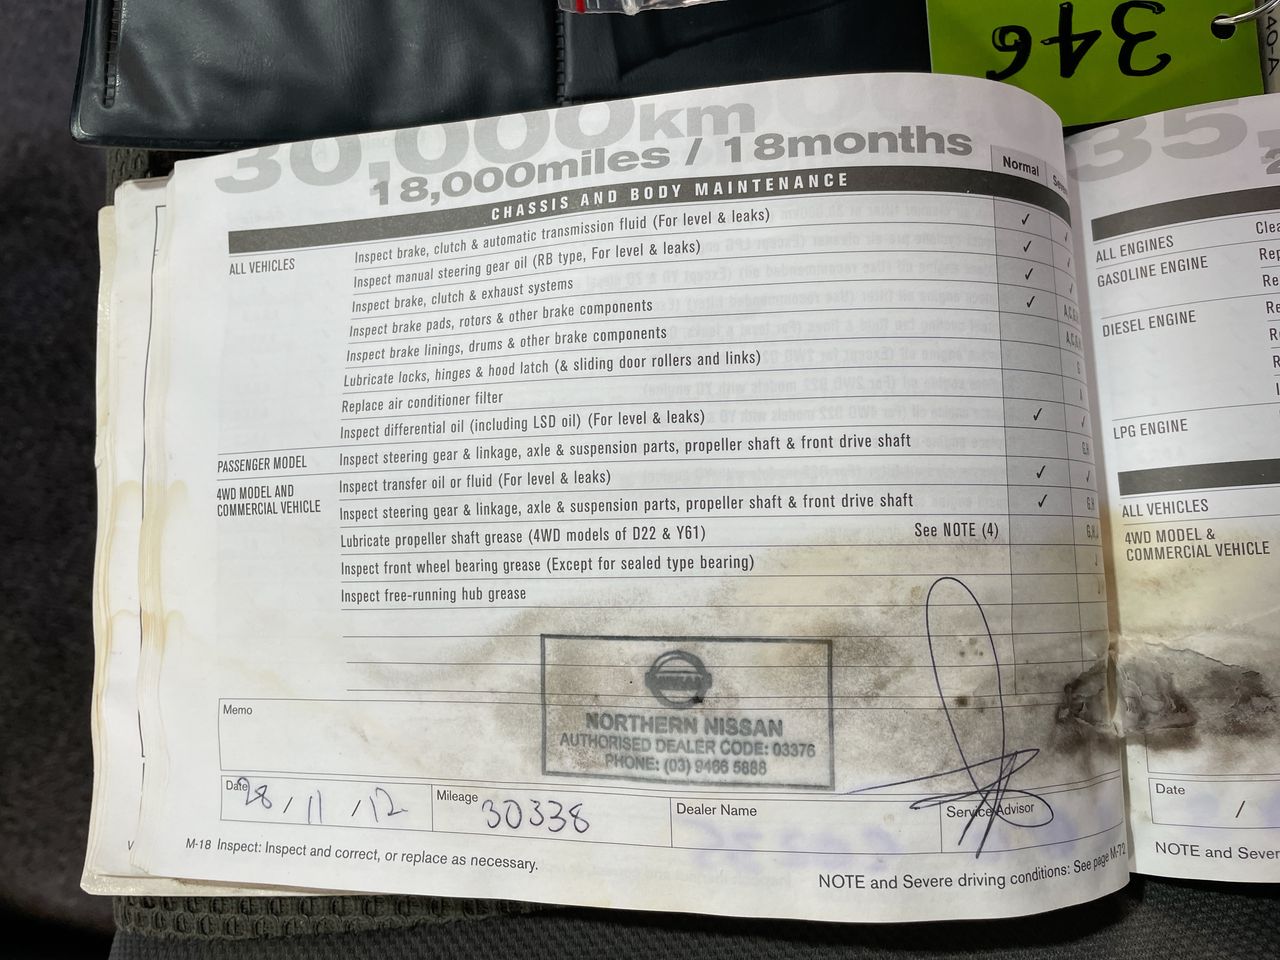 346
40-A
30,000km
18,000miles / 18months
Normal
CHASSIS AND BODY MAINTENANCE
ALL VEHICLES
Inspect brake, clutch & automatic transmission fluid (For level & leaks) ✓
Inspect manual steering gear oil (RB type, For level & leaks) ✓
Inspect brake, clutch & exhaust systems ✓
Inspect brake pads, rotors & other brake components ✓
Inspect brake linings, drums & other brake components
Lubricate locks, hinges & hood latch (& sliding door rollers and links)
Replace air conditioner filter
Inspect differential oil (including LSD oil) (For level & leaks) ✓
PASSENGER MODEL
Inspect steering gear & linkage, axle & suspension parts, propeller shaft & front drive shaft
4WD MODEL AND
COMMERCIAL VEHICLE
Inspect transfer oil or fluid (For level & leaks) ✓
Inspect steering gear & linkage, axle & suspension parts, propeller shaft & front drive shaft ✓
Lubricate propeller shaft grease (4WD models of D22 & Y61) See NOTE (4)
Inspect front wheel bearing grease (Except for sealed type bearing)
Inspect free-running hub grease
Memo
NISSAN
NORTHERN NISSAN
AUTHORISED DEALER CODE: 03376
PHONE: (03) 9466 5888
Date 28 / 11 / 12
Mileage 30338
Dealer Name
Service Advisor
M-18 Inspect: Inspect and correct, or replace as necessary.
NOTE and Severe driving conditions: See page M-72
35,
ALL ENGINES
GASOLINE ENGINE
DIESEL ENGINE
LPG ENGINE
ALL VEHICLES
4WD MODEL &
COMMERCIAL VEHICLE
Date
/
NOTE and Sever